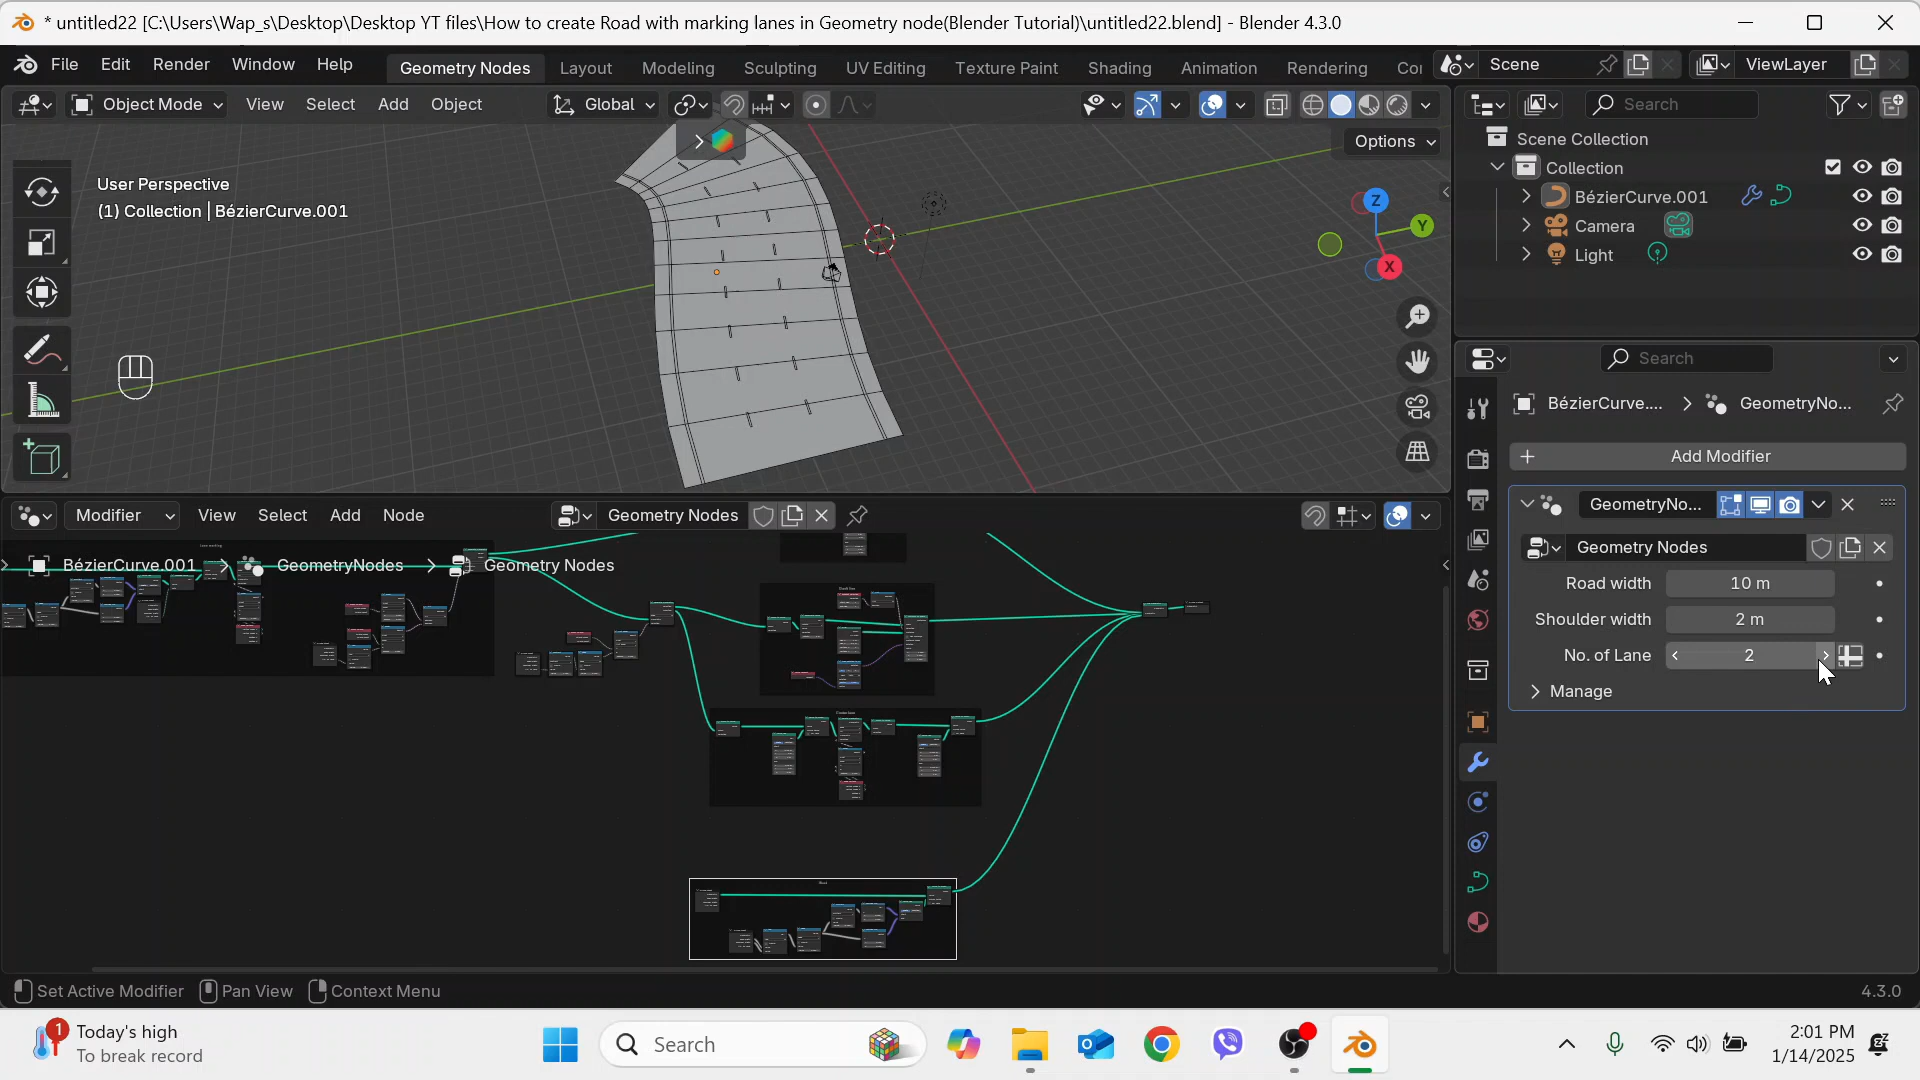 * untitled22 [C:\Users\Wap_s\Desktop\Desktop YT files\How to create Road with marking lanes in Geometry node(Blender Tutorial)\untitled22.blend] - Blender 4.3.0
File Edit Render Window Help Geometry Nodes Layout Modeling Sculpting UV Editing Texture Paint Shading Animation Rendering Co Scene ViewLayer
Object Mode View Select Add Object Global Search
Options
User Perspective
(1) Collection | BézierCurve.001
Z
Y
X
Scene Collection
Collection
BézierCurve.001
Camera
Light
Search
BézierCurve.... GeometryNo...
Add Modifier
GeometryNo...
Geometry Nodes
Road width 10 m
Shoulder width 2 m
No. of Lane 2
Manage
Modifier View Select Add Node Geometry Nodes
BézierCurve.001 GeometryNodes Geometry Nodes
Set Active Modifier Pan View Context Menu 4.3.0
1
Today's high
To break record
Search
2:01 PM
1/14/2025